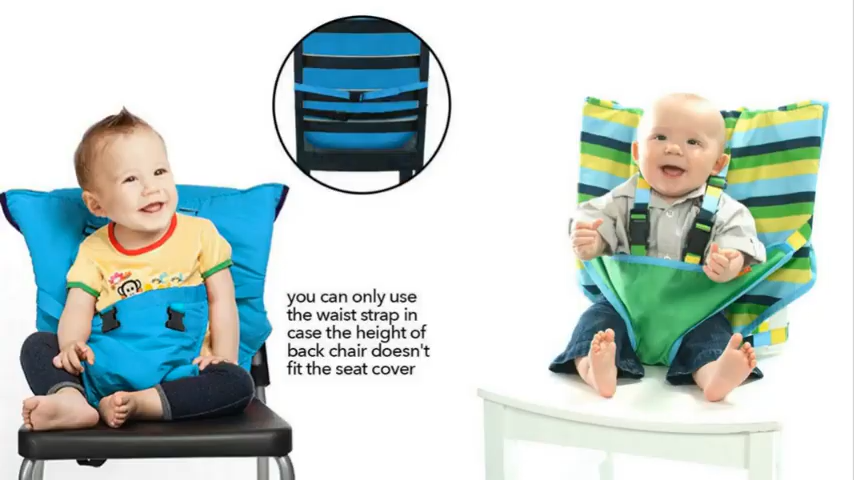 you can only use
the waist strap in
case the height of
back chair doesn't
fit the seat cover